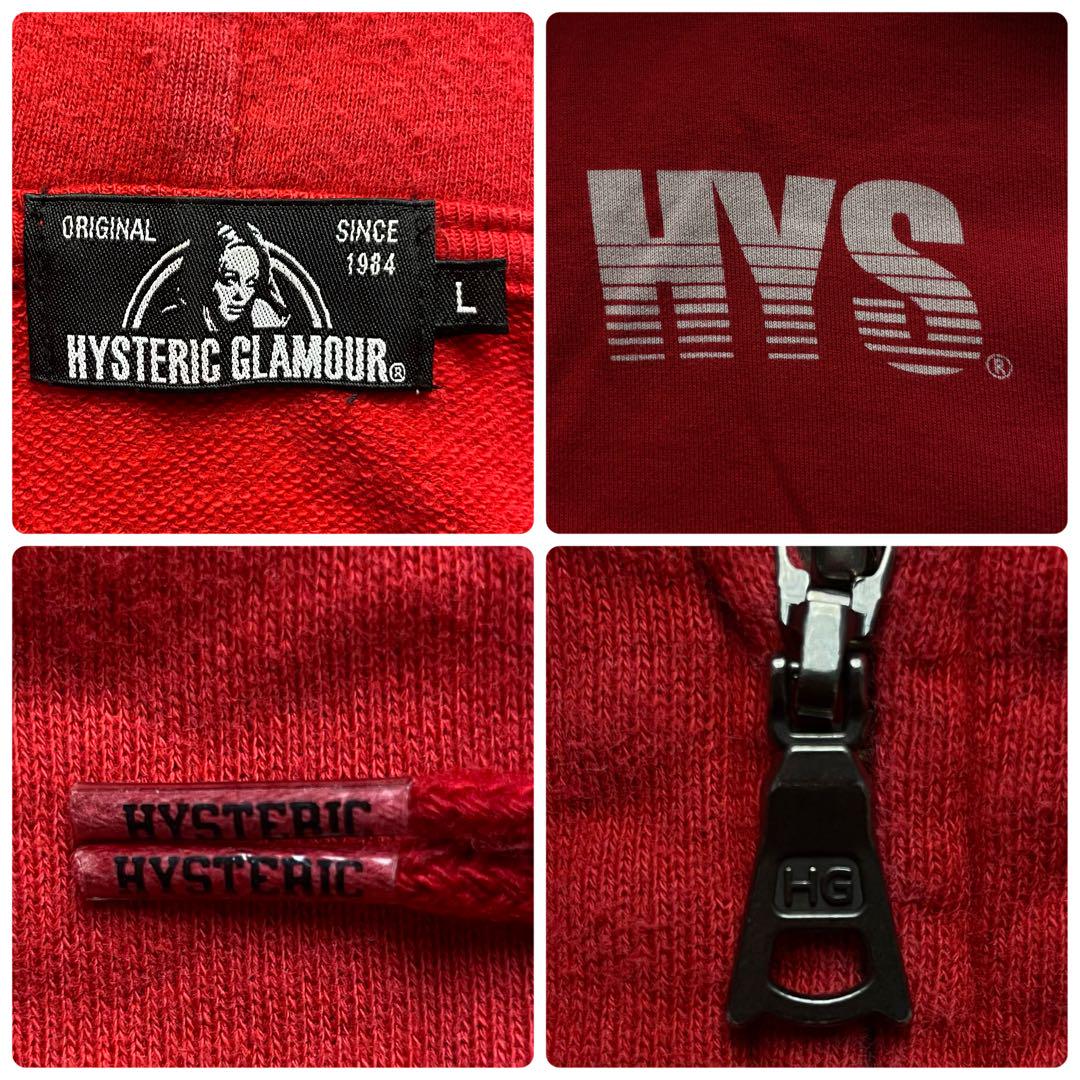 ORIGINAL
SINCE
1984
HYSTERIC GLAMOUR®
L
HYS®
HYSTERIC
HYSTERIC
HG